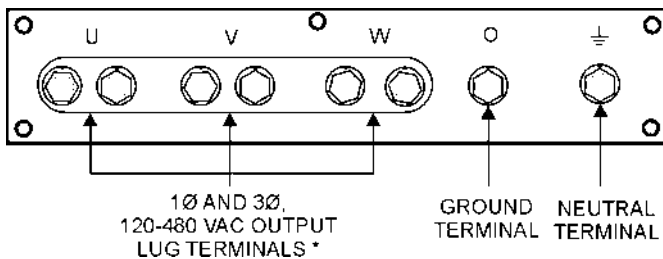 U V W O ⏚
1Ø AND 3Ø,
120-480 VAC OUTPUT
LUG TERMINALS *
GROUND
TERMINAL
NEUTRAL
TERMINAL